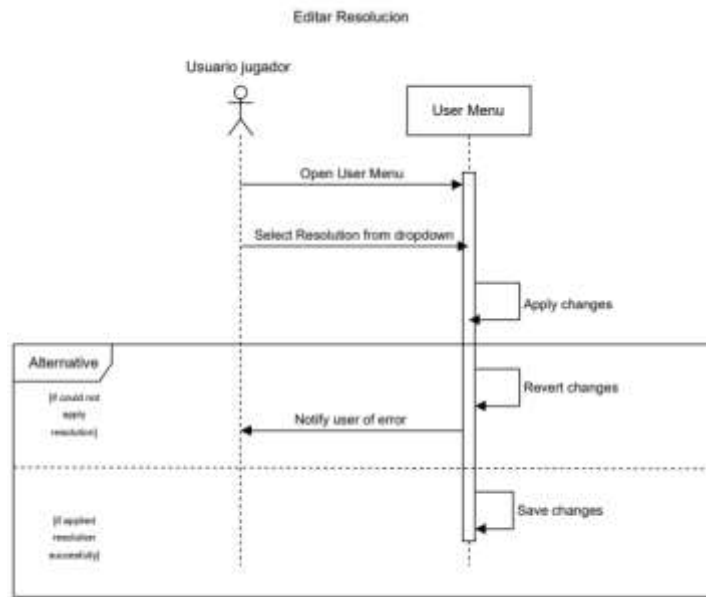 Editar Resolucion
Usuario jugador
User Menu
Open User Menu
Select Resolution from dropdown
Apply changes
Alternative
[if could not
apply
resolution]
Revert changes
Notify user of error
[if applied
resolution
successfully]
Save changes